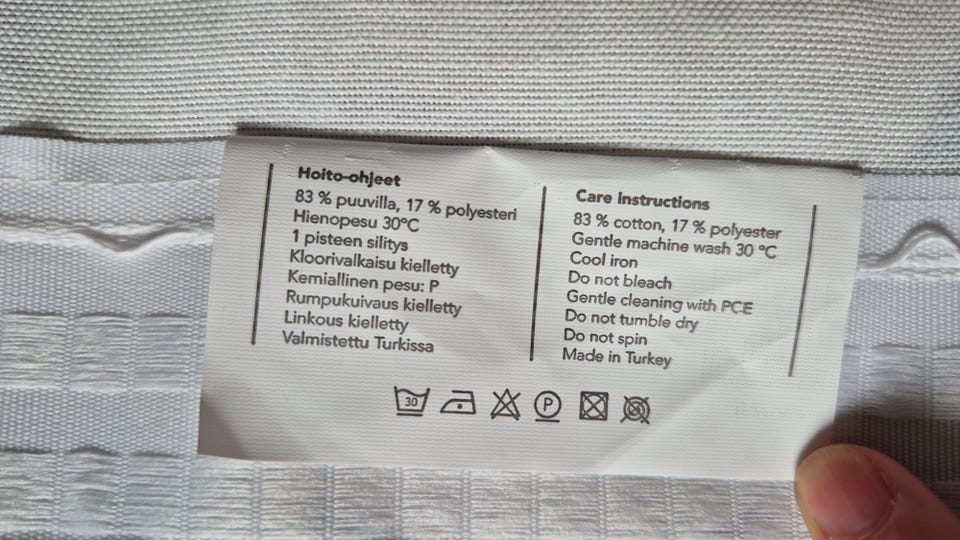 Hoito-ohjeet
83 % puuvilla, 17 % polyesteri
Hienopesu 30°C
1 pisteen silitys
Kloorivalkaisu kielletty
Kemiallinen pesu: P
Rumpukuivaus kielletty
Linkous kielletty
Valmistettu Turkissa
Care Instructions
83 % cotton, 17 % polyester
Gentle machine wash 30 °C
Cool iron
Do not bleach
Gentle cleaning with PCE
Do not tumble dry
Do not spin
Made in Turkey
30 P